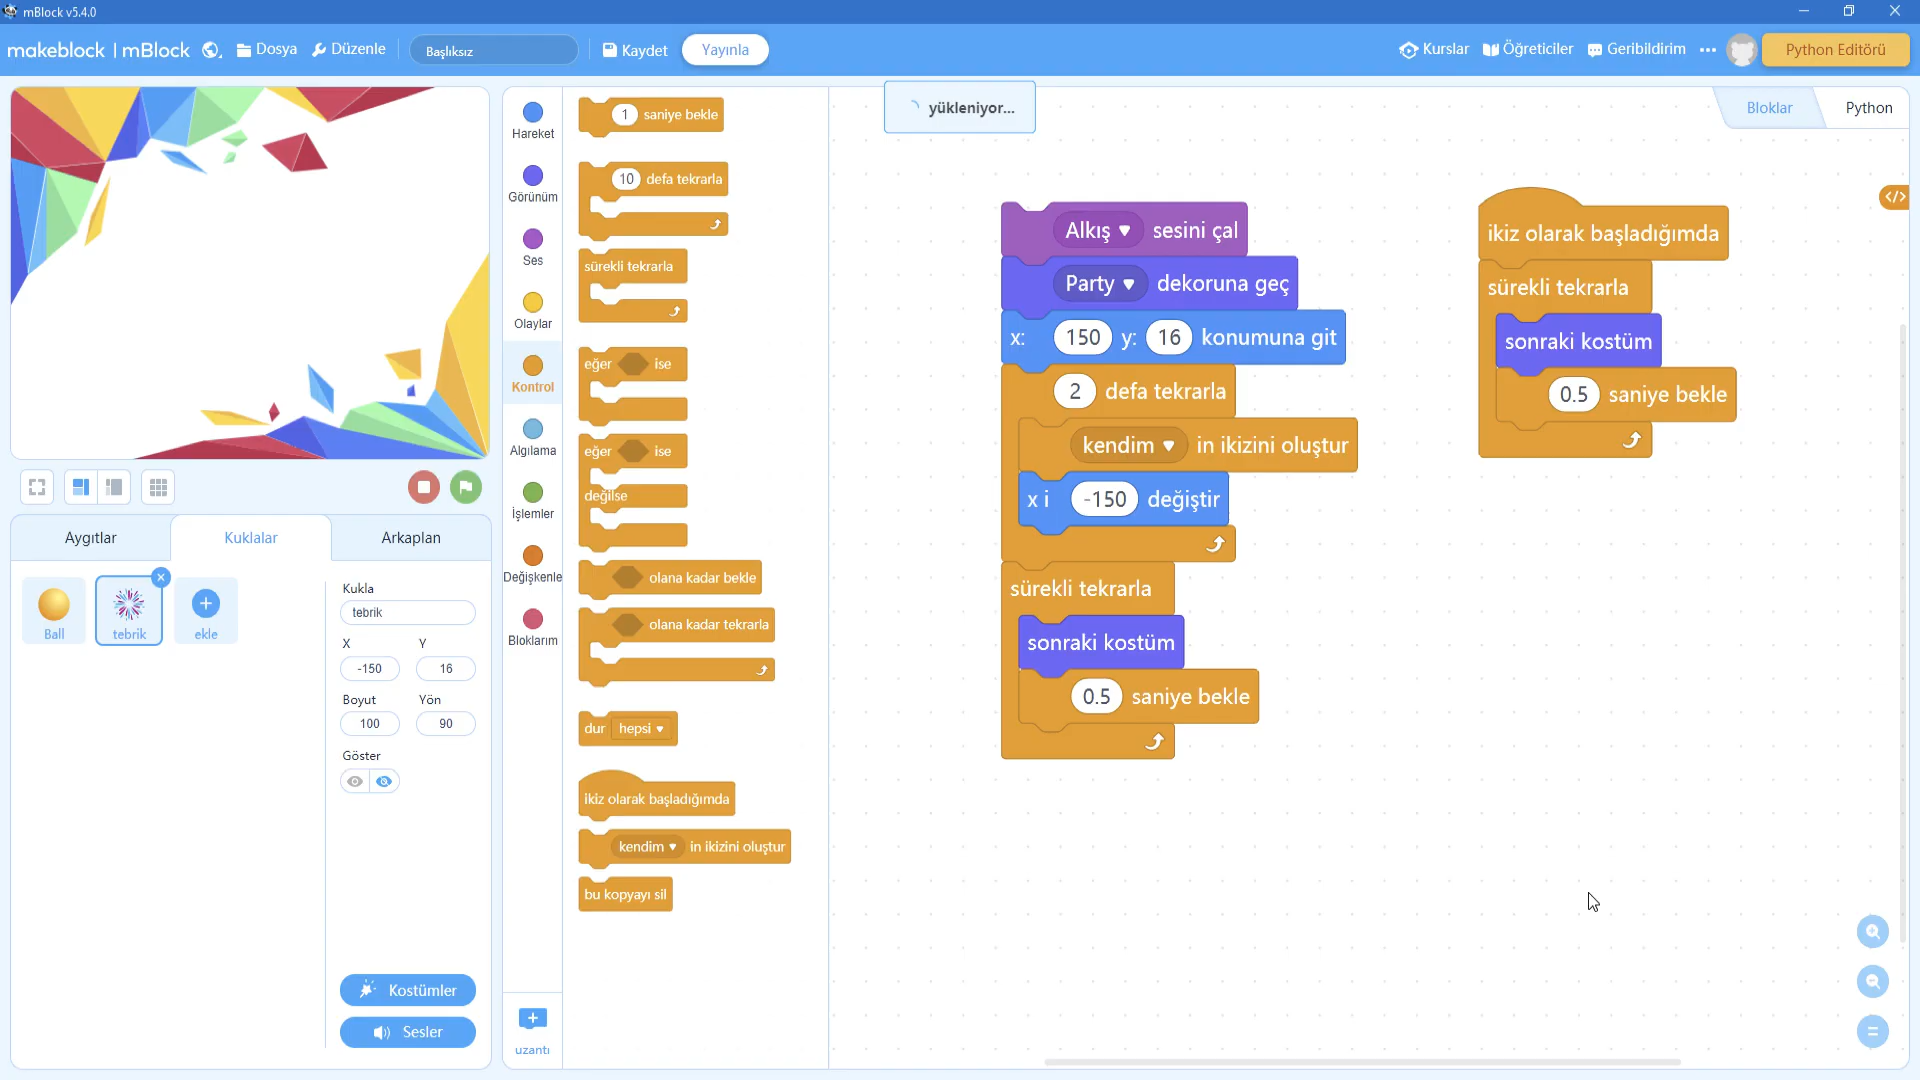 mBlock v5.4.0
makeblock | mBlock
Dosya
Düzenle
Başlıksız
Kaydet
Yayınla
Kurslar
Öğreticiler
Geribildirim
Python Editörü
yükleniyor...
Bloklar
Python
Hareket
Görünüm
Ses
Olaylar
Kontrol
Algılama
İşlemler
Değişkenle
Bloklarım
uzantı
1 saniye bekle
10 defa tekrarla
sürekli tekrarla
eğer ise
eğer ise
değilse
olana kadar bekle
olana kadar tekrarla
dur hepsi
ikiz olarak başladığımda
kendim in ikizini oluştur
bu kopyayı sil
Alkış sesini çal
Party dekoruna geç
x: 150 y: 16 konumuna git
2 defa tekrarla
kendim in ikizini oluştur
x i -150 değiştir
sürekli tekrarla
sonraki kostüm
0.5 saniye bekle
ikiz olarak başladığımda
sürekli tekrarla
sonraki kostüm
0.5 saniye bekle
Aygıtlar
Kuklalar
Arkaplan
Ball
tebrik
ekle
Kukla
tebrik
X
Y
-150
16
Boyut
Yön
100
90
Göster
Kostümler
Sesler